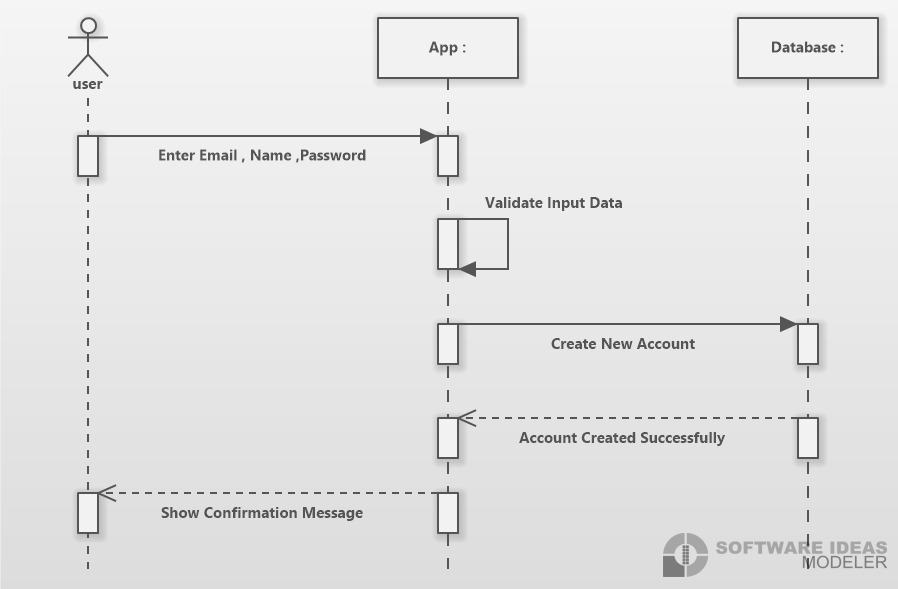 user
App :
Database :
Enter Email , Name ,Password
Validate Input Data
Create New Account
Account Created Successfully
Show Confirmation Message
SOFTWARE IDEAS
MODELER